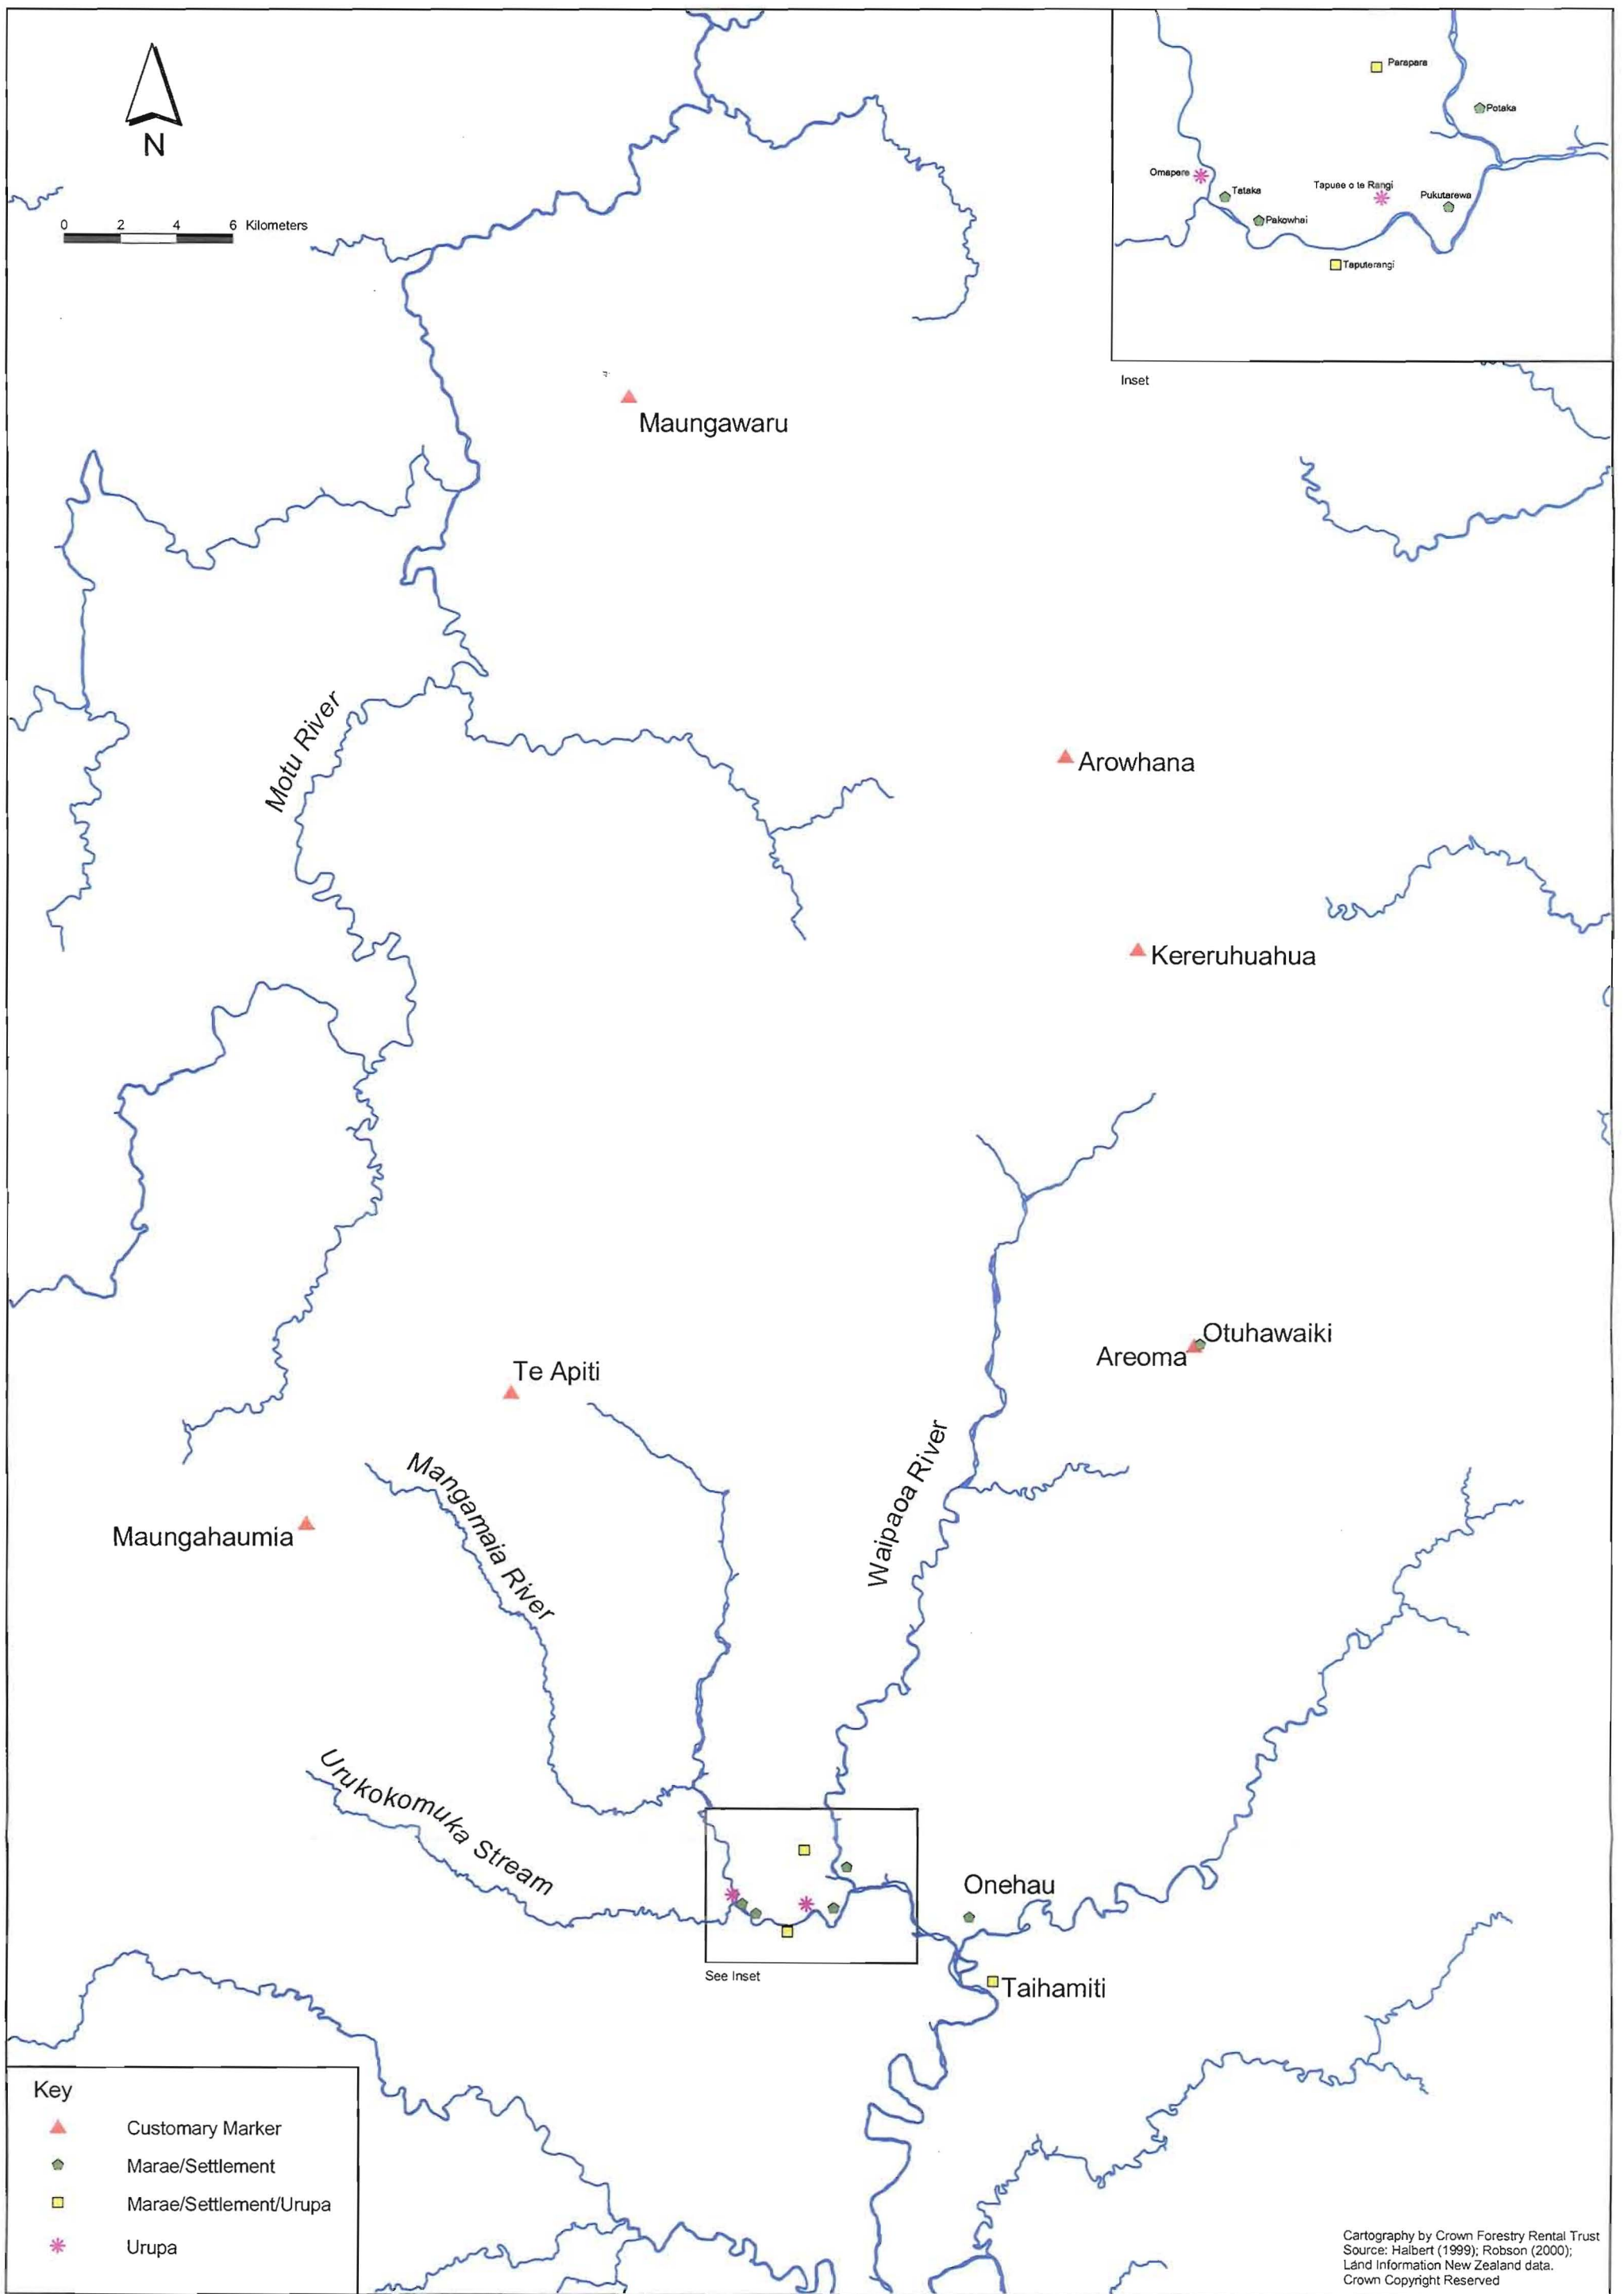 N
0 2 4 6 Kilometers
Parapara
Potaka
Omapere
Tataka
Tapuae o te Rangi
Pukutarewa
Pakowhai
Taputerangi
Inset
Maungawaru
Motu River
Arowhana
Kereruhuahua
Otuhawaiki
Areoma
Te Apiti
Waipaoa River
Mangamaia River
Maungahaumia
Urukokomuka Stream
Onehau
See Inset
Taihamiti
Key
Customary Marker
Marae/Settlement
Marae/Settlement/Urupa
Urupa
Cartography by Crown Forestry Rental Trust
Source: Halbert (1999); Robson (2000);
Land Information New Zealand data.
Crown Copyright Reserved